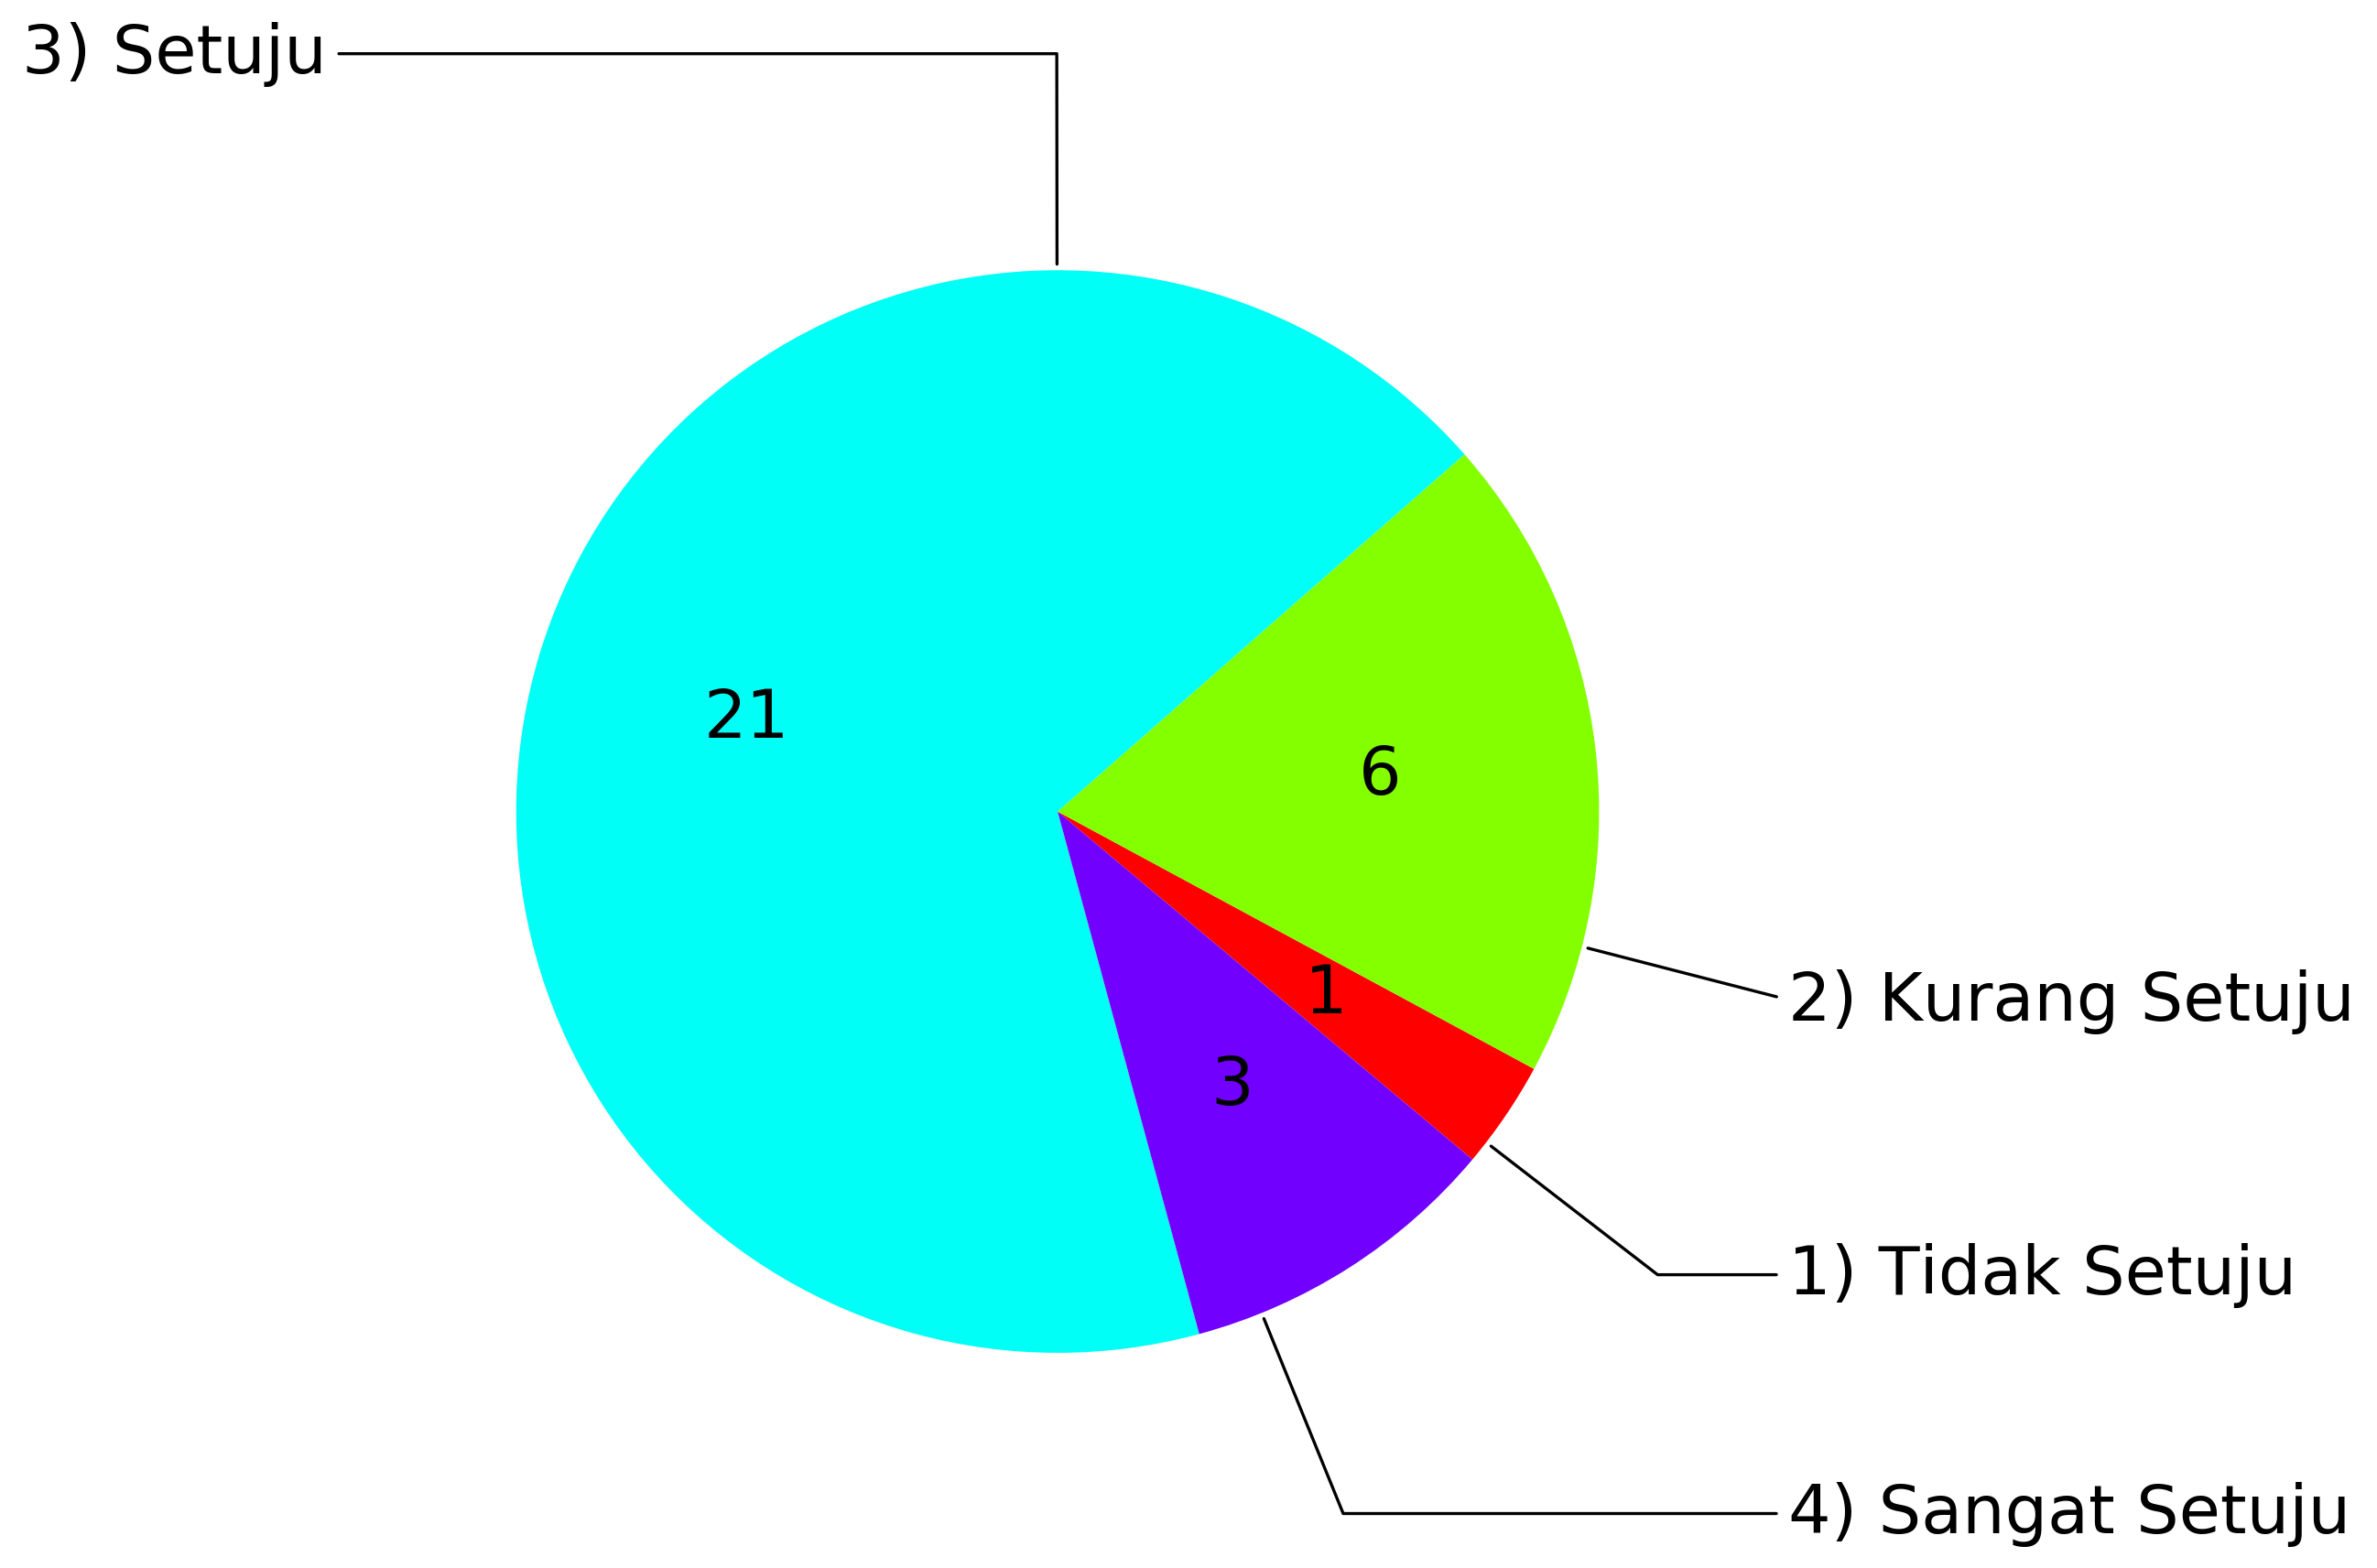 3) Setuju
21
6
2) Kurang Setuju
1
3
1) Tidak Setuju
4) Sangat Setuju